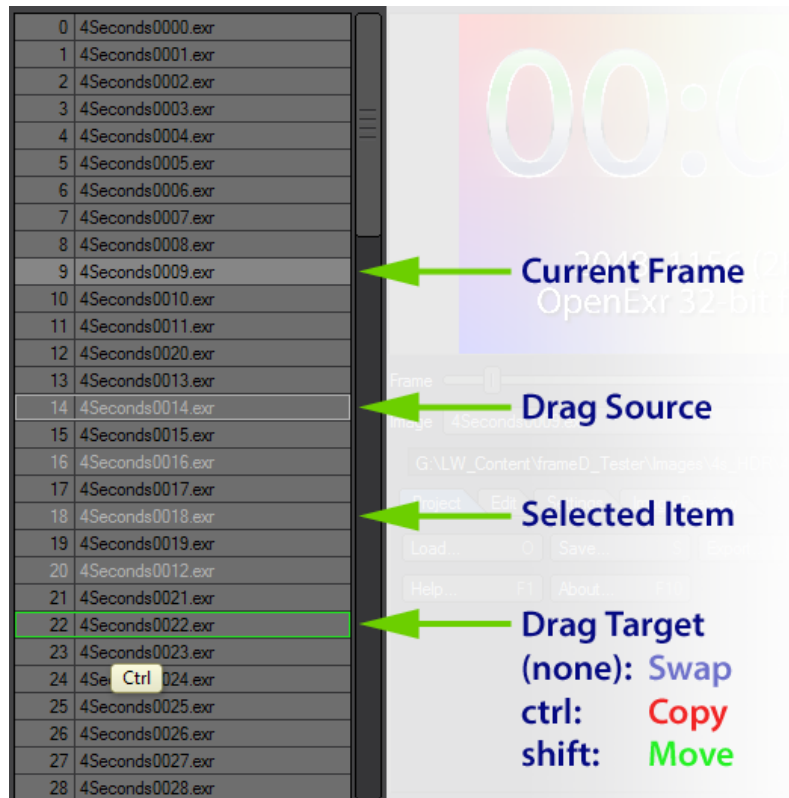 0 4Seconds0000.exr
1 4Seconds0001.exr
2 4Seconds0002.exr
3 4Seconds0003.exr
4 4Seconds0004.exr
5 4Seconds0005.exr
6 4Seconds0006.exr
7 4Seconds0007.exr
8 4Seconds0008.exr
9 4Seconds0009.exr
10 4Seconds0010.exr
11 4Seconds0011.exr
12 4Seconds0020.exr
13 4Seconds0013.exr
14 4Seconds0014.exr
15 4Seconds0015.exr
16 4Seconds0016.exr
17 4Seconds0017.exr
18 4Seconds0018.exr
19 4Seconds0019.exr
20 4Seconds0012.exr
21 4Seconds0021.exr
22 4Seconds0022.exr
23 4Seconds0023.exr
24 4Se 024.exr
Ctrl
25 4Seconds0025.exr
26 4Seconds0026.exr
27 4Seconds0027.exr
28 4Seconds0028.exr
00:0
OpenExr 32-bit
Current Frame
Frame
Drag Source
Image 4Seconds0009.exr
G:\LW_Content\frameD_Tester\Images\
Project Edit
Selected Item
Load... O Save...
Help... F1 About...
Drag Target
(none): Swap
ctrl: Copy
shift: Move